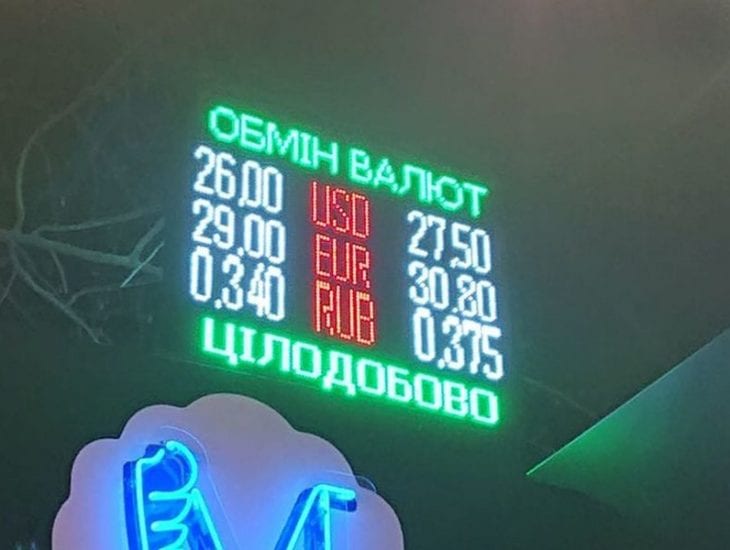 ОБМІН ВАЛЮТ
26.00 USD 27.50
29.00 EUR 30.80
0.340 RUB 0.375
ЦІЛОДОБОВО